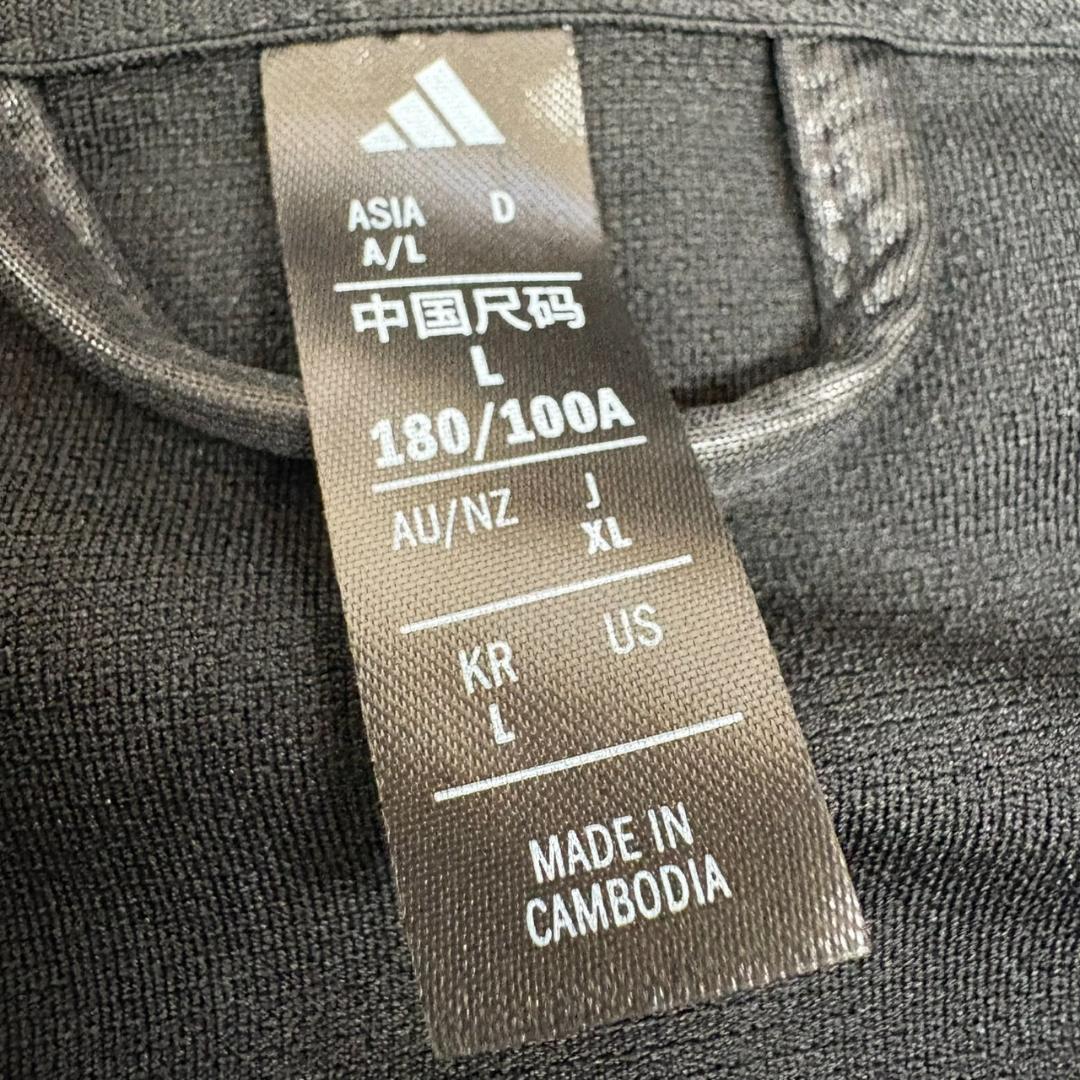 ASIA D
A/L
中国尺码
L
180/100A
AU/NZ J
XL
KR US
L
MADE IN
CAMBODIA